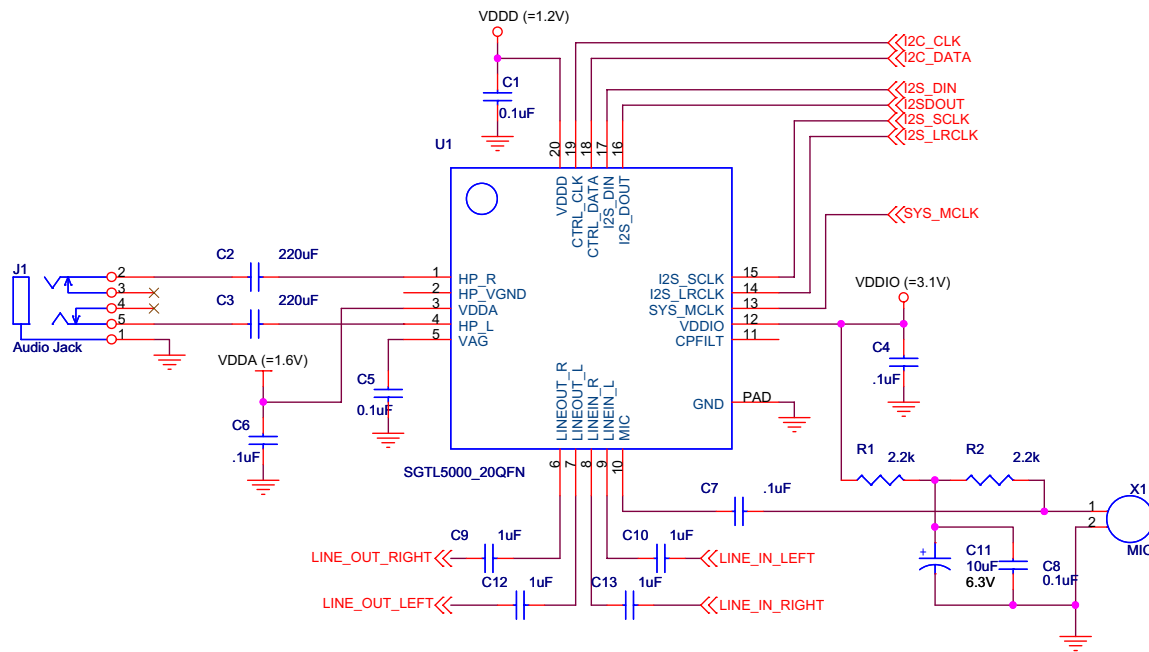 VDDD (=1.2V)
I2C_CLK
I2C_DATA
C1
0.1uF
I2S_DIN
I2SDOUT
I2S_SCLK
I2S_LRCLK
U1
20
19
18
17
16
VDDD
CTRL_CLK
CTRL_DATA
I2S_DIN
I2S_DOUT
SYS_MCLK
C2
220uF
J1
2
3
4
5
1
Audio Jack
C3
220uF
1
2
3
4
5
HP_R
HP_VGND
VDDA
HP_L
VAG
I2S_SCLK
I2S_LRCLK
SYS_MCLK
VDDIO
CPFILT
15
14
13
12
11
VDDIO (=3.1V)
C4
.1uF
VDDA (=1.6V)
C5
0.1uF
C6
.1uF
GND
PAD
LINEOUT_R
LINEOUT_L
LINEIN_R
LINEIN_L
MIC
6
7
8
9
10
SGTL5000_20QFN
R1
2.2k
R2
2.2k
C7
.1uF
X1
1
2
MIC
LINE_OUT_RIGHT
C9
1uF
C10
1uF
LINE_IN_LEFT
LINE_OUT_LEFT
C12
1uF
C13
1uF
LINE_IN_RIGHT
+
C11
10uF
6.3V
C8
0.1uF